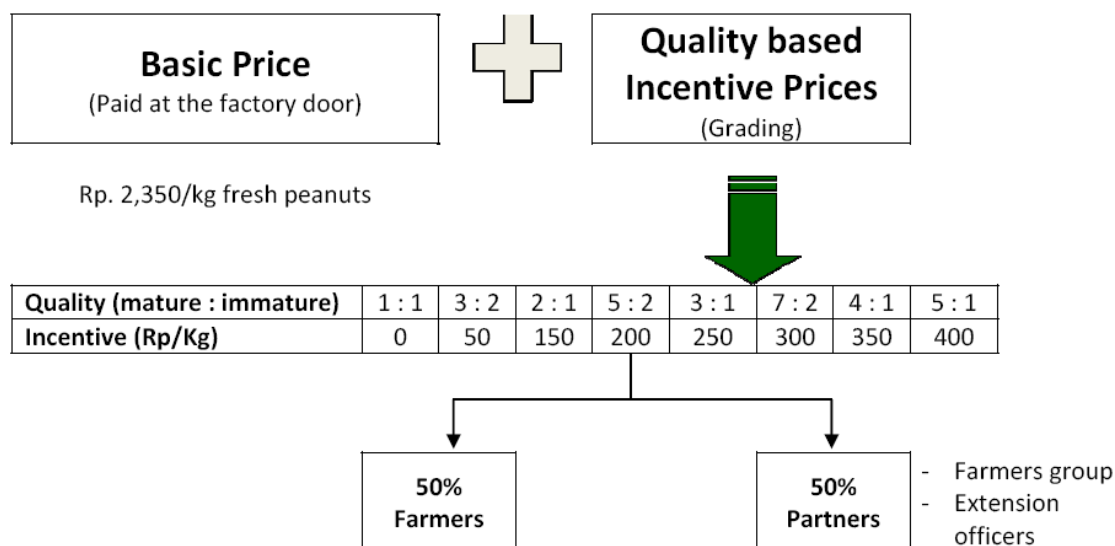 Basic Price
(Paid at the factory door)
Quality based
Incentive Prices
(Grading)
Rp. 2,350/kg fresh peanuts
Quality (mature : immature) 1 : 1 3 : 2 2 : 1 5 : 2 3 : 1 7 : 2 4 : 1 5 : 1
Incentive (Rp/Kg) 0 50 150 200 250 300 350 400
50%
Farmers
50%
Partners
- Farmers group
- Extension
officers